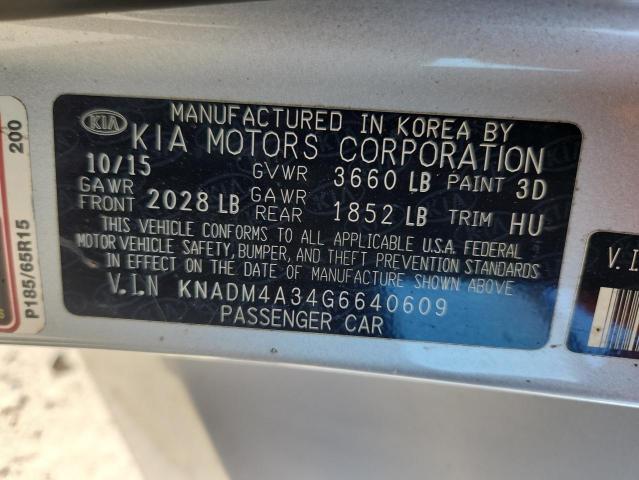 KIA
MANUFACTURED IN KOREA BY
KIA MOTORS CORPORATION
10/15 GVWR 3660 LB PAINT 3D
GAWR FRONT 2028 LB GAWR REAR 1852 LB TRIM HU
THIS VEHICLE CONFORMS TO ALL APPLICABLE U.S.A. FEDERAL
MOTOR VEHICLE SAFETY, BUMPER, AND THEFT PREVENTION STANDARDS
IN EFFECT ON THE DATE OF MANUFACTURE SHOWN ABOVE
V.I.N KNADM4A34G6640609
PASSENGER CAR
P185/65R15 200
V.I